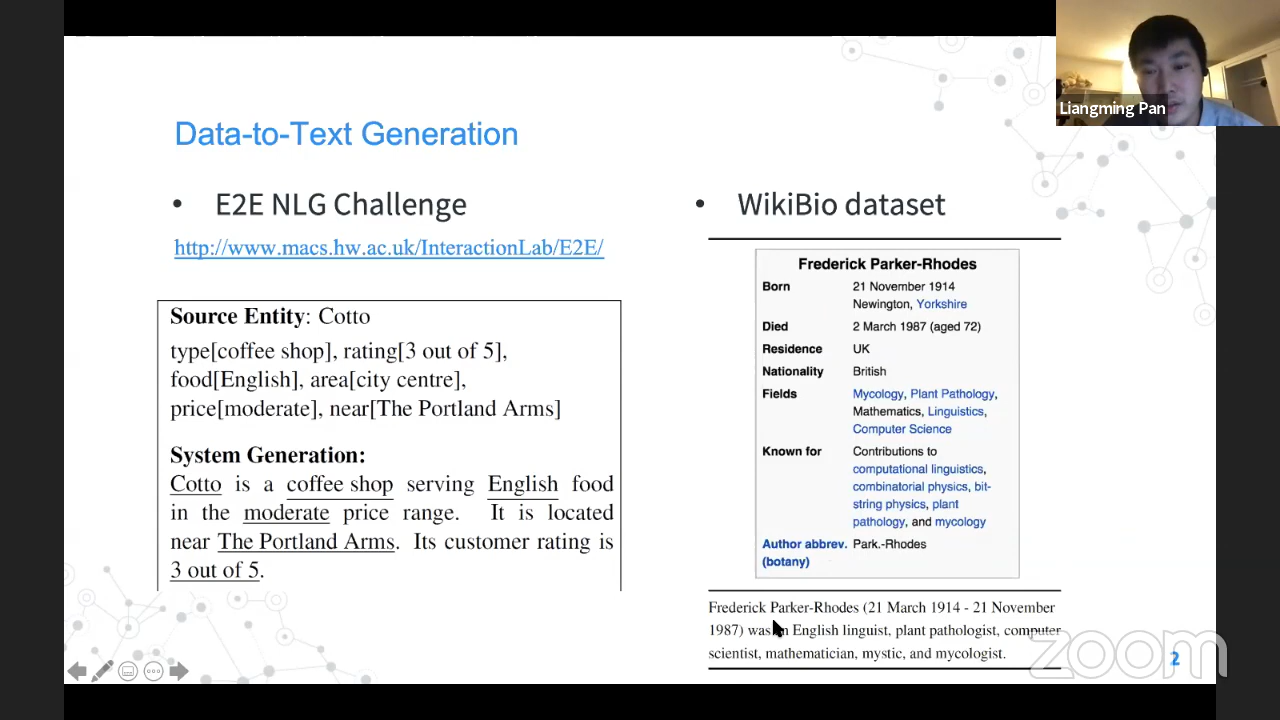 Liangming Pan
Data-to-Text Generation
• E2E NLG Challenge
http://www.macs.hw.ac.uk/InteractionLab/E2E/
Source Entity: Cotto
type[coffee shop], rating[3 out of 5],
food[English], area[city centre],
price[moderate], near[The Portland Arms]
System Generation:
Cotto is a coffee shop serving English food
in the moderate price range. It is located
near The Portland Arms. Its customer rating is
3 out of 5.
• WikiBio dataset
Frederick Parker-Rhodes
Born 21 November 1914
Newington, Yorkshire
Died 2 March 1987 (aged 72)
Residence UK
Nationality British
Fields Mycology, Plant Pathology,
Mathematics, Linguistics,
Computer Science
Known for Contributions to
computational linguistics,
combinatorial physics, bit-
string physics, plant
pathology, and mycology
Author abbrev. Park.-Rhodes
(botany)
Frederick Parker-Rhodes (21 March 1914 - 21 November
1987) was an English linguist, plant pathologist, computer
scientist, mathematician, mystic, and mycologist.
zoom
2